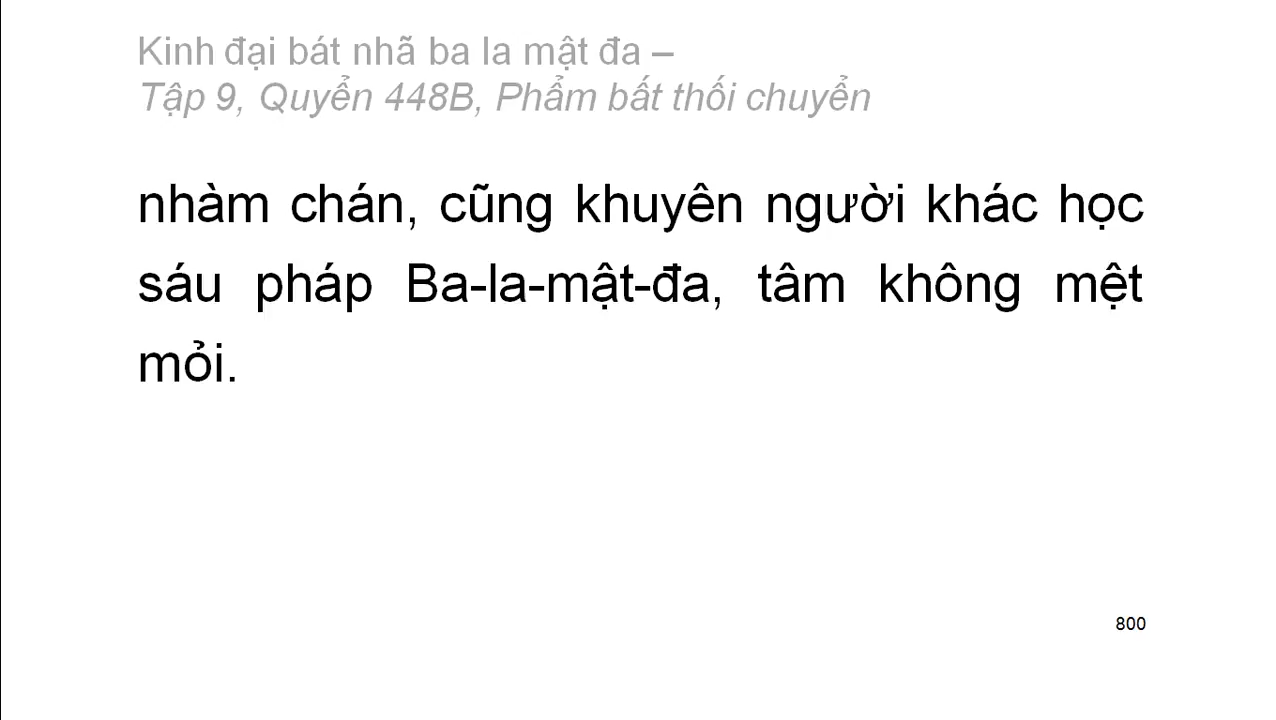 Kinh đại bát nhã ba la mật đa –
Tập 9, Quyển 448B, Phẩm bất thối chuyển
nhàm chán, cũng khuyên người khác học
sáu pháp Ba-la-mật-đa, tâm không mệt
mỏi.
800